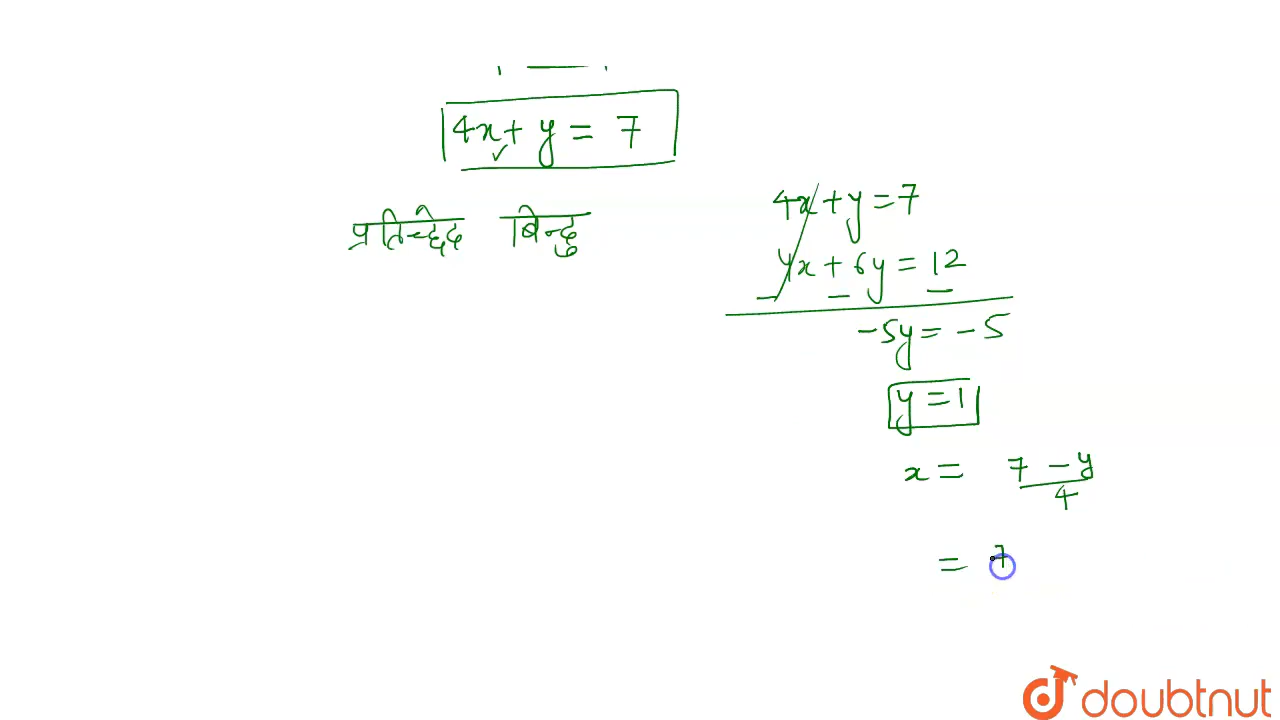 4x + y = 7
प्रतिच्छेद बिन्दु
4x + y = 7
4x + 6y = 12
- - -
-5y = -5
y = 1
x = 7 - y
4
= 7
doubtnut